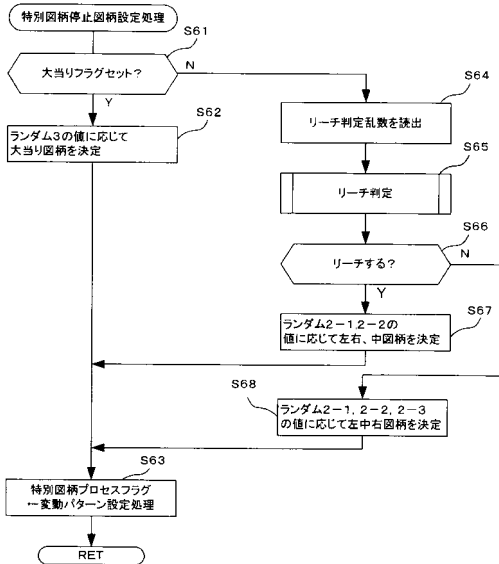 特別図柄停止図柄設定処理
S61
大当りフラグセット?
N
Y
S62
ランダム3の値に応じて
大当り図柄を決定
S64
リーチ判定乱数を読出
S65
リーチ判定
S66
リーチする?
N
Y
S67
ランダム2-1,2-2の
値に応じて左右、中図柄を決定
S68
ランダム2-1, 2-2, 2-3
の値に応じて左中右図柄を決定
S63
特別図柄プロセスフラグ
←変動パターン設定処理
RET